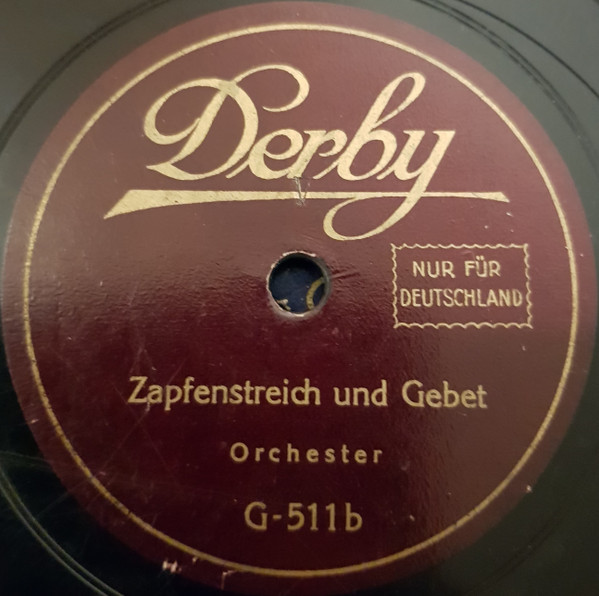 Derby
NUR FÜR
DEUTSCHLAND
Zapfenstreich und Gebet
Orchester
G-511b